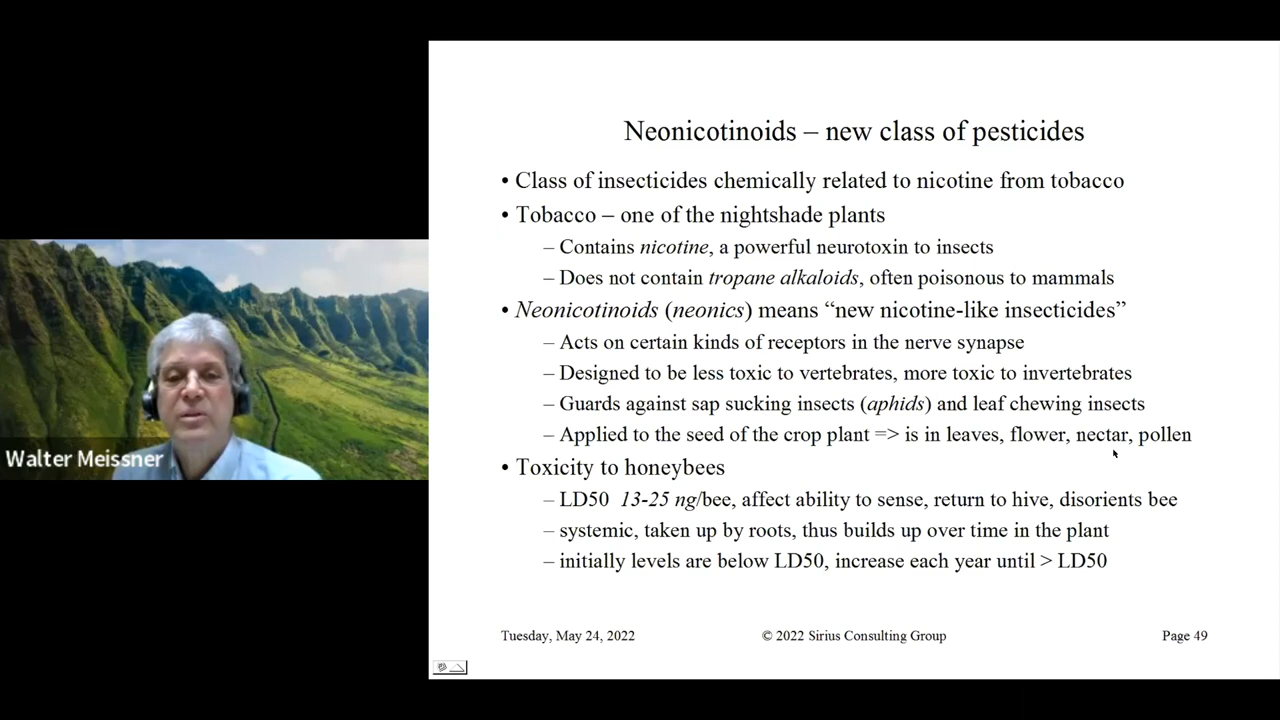 Neonicotinoids – new class of pesticides
• Class of insecticides chemically related to nicotine from tobacco
• Tobacco – one of the nightshade plants
– Contains nicotine, a powerful neurotoxin to insects
– Does not contain tropane alkaloids, often poisonous to mammals
• Neonicotinoids (neonics) means “new nicotine-like insecticides”
– Acts on certain kinds of receptors in the nerve synapse
– Designed to be less toxic to vertebrates, more toxic to invertebrates
– Guards against sap sucking insects (aphids) and leaf chewing insects
– Applied to the seed of the crop plant => is in leaves, flower, nectar, pollen
• Toxicity to honeybees
– LD50 13-25 ng/bee, affect ability to sense, return to hive, disorients bee
– systemic, taken up by roots, thus builds up over time in the plant
– initially levels are below LD50, increase each year until > LD50
Tuesday, May 24, 2022
© 2022 Sirius Consulting Group
Page 49
Walter Meissner